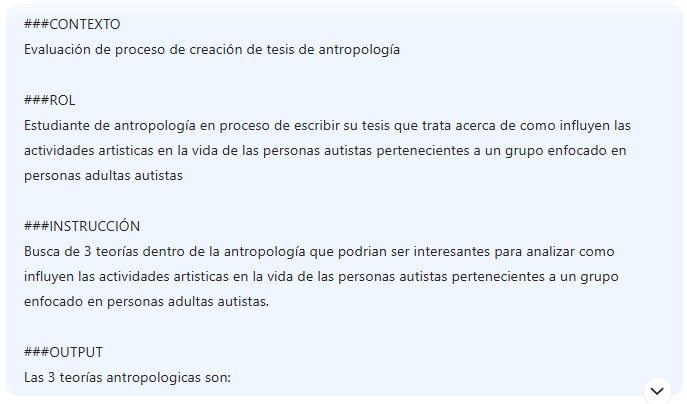 ###CONTEXTO
Evaluación de proceso de creación de tesis de antropología
###ROL
Estudiante de antropología en proceso de escribir su tesis que trata acerca de como influyen las
actividades artisticas en la vida de las personas autistas pertenecientes a un grupo enfocado en
personas adultas autistas
###INSTRUCCIÓN
Busca de 3 teorías dentro de la antropología que podrian ser interesantes para analizar como
influyen las actividades artisticas en la vida de las personas autistas pertenecientes a un grupo
enfocado en personas adultas autistas.
###OUTPUT
Las 3 teorías antropologicas son: